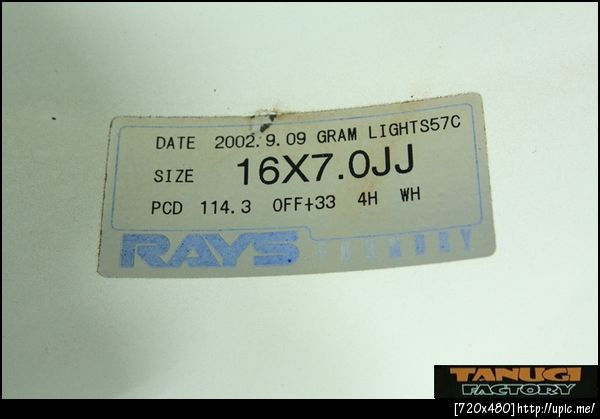 DATE 2002.9.09 GRAM LIGHTS57C
SIZE 16X7.0JJ
PCD 114.3 OFF+33 4H WH
RAYS FOUNDRY
TANUGI
FACTORY
[720x480]http://upic.me/